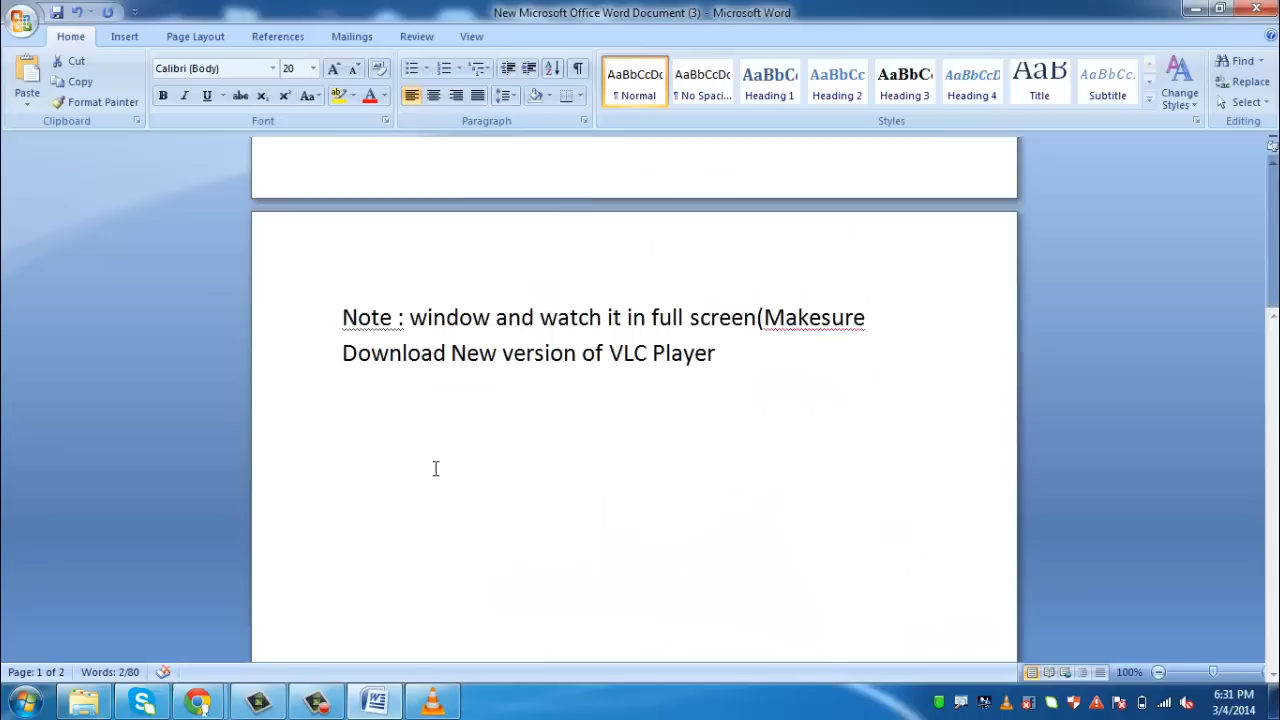 New Microsoft Office Word Document (3) - Microsoft Word
Home Insert Page Layout References Mailings Review View
Paste
Cut
Copy
Format Painter
Clipboard
Calibri (Body) 20
Font
Paragraph
AaBbCcDc AaBbCcDc AaBbC AaBbCc AaBbCc AaBbCcD AaB AaBbCc.
¶ Normal ¶ No Spaci... Heading 1 Heading 2 Heading 3 Heading 4 Title Subtitle
Change Styles
Styles
Find
Replace
Select
Editing
Note : window and watch it in full screen(Makesure
Download New version of VLC Player
Page: 1 of 2 Words: 2/80 100%
6:31 PM
3/4/2014